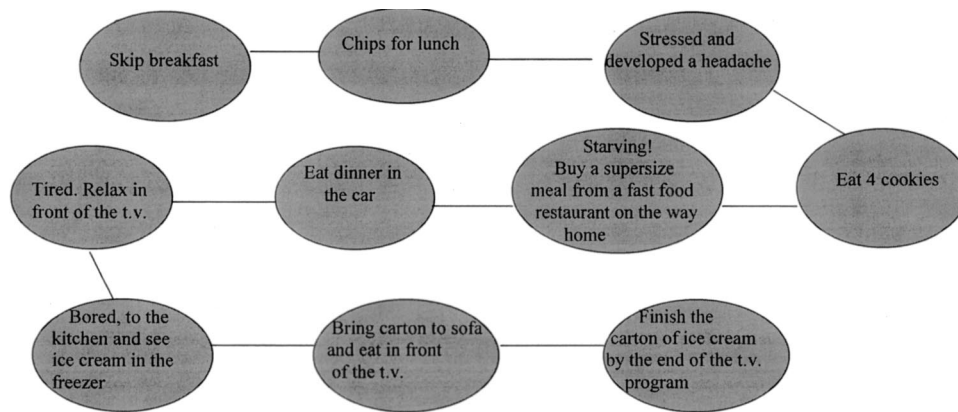 Skip breakfast
Chips for lunch
Stressed and
developed a headache
Eat 4 cookies
Starving!
Buy a supersize
meal from a fast food
restaurant on the way
home
Eat dinner in
the car
Tired. Relax in
front of the t.v.
Bored, to the
kitchen and see
ice cream in the
freezer
Bring carton to sofa
and eat in front
of the t.v.
Finish the
carton of ice cream
by the end of the t.v.
program